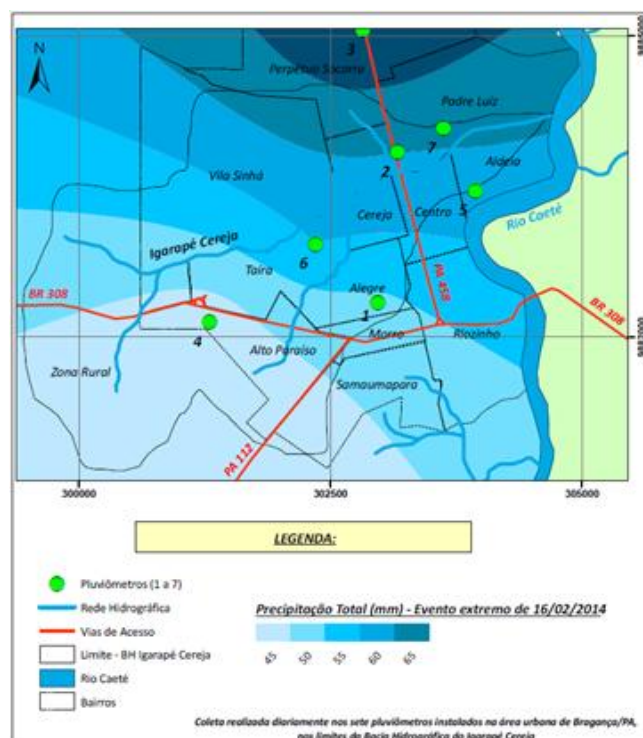 N
3
9885000
Perpétuo Socorro
Padre Luiz
7
2
Aldeia
Vila Sinhá
5
Cereja
Centro
Rio Caeté
Igarapé Cereja
6
Taíra
PA 458
BR 308
Alegre
1
BR 308
4
Morro
Riozinho
9882000
Alto Paraíso
Zona Rural
Samaumapara
PA 112
300000
302500
305000
LEGENDA:
Pluviômetros (1 a 7)
Rede Hidrográfica
Vias de Acesso
Limite - BH Igarapé Cereja
Rio Caeté
Bairros
Precipitação Total (mm) - Evento extremo de 16/02/2014
45 50 55 60 65
Coleta realizada diariamente nos sete pluviômetros instalados na área urbana de Bragança/PA,
nos limites da Bacia Hidrográfica do Igarapé Cereja